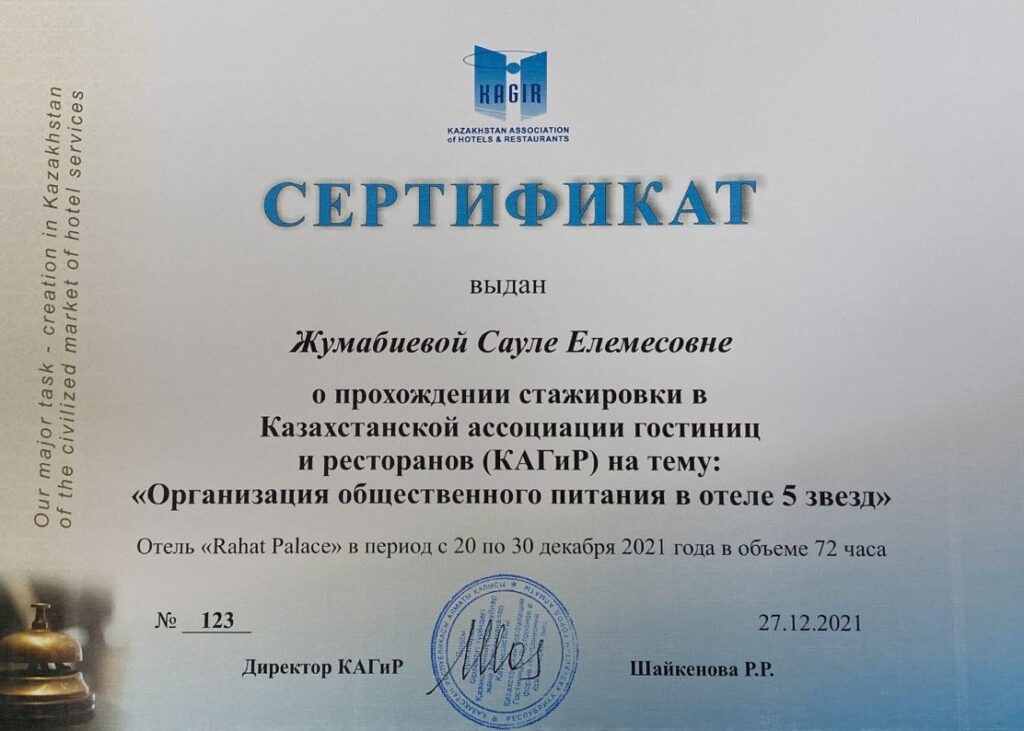 KAGIR
KAZAKHSTAN ASSOCIATION
of HOTELS & RESTAURANTS
Our major task - creation in Kazakhstan
of the civilized market of hotel services
СЕРТИФИКАТ
выдан
Жумабиевой Сауле Елемесовне
о прохождении стажировки в
Казахстанской ассоциации гостиниц
и ресторанов (КАГиР) на тему:
«Организация общественного питания в отеле 5 звезд»
Отель «Rahat Palace» в период с 20 по 30 декабря 2021 года в объеме 72 часа
№ 123
27.12.2021
Директор КАГиР
Шайкенова Р.Р.